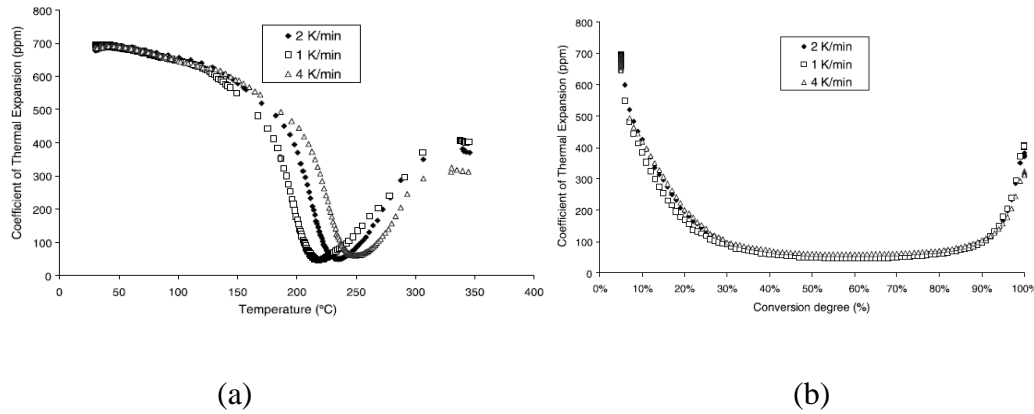 800
700
600
500
400
300
200
100
0
Coefficient of Thermal Expansion (ppm)
0 50 100 150 200 250 300 350 400
Temperature (°C)
2 K/min
1 K/min
4 K/min
(a)
800
700
600
500
400
300
200
100
0
Coefficient of Thermal Expansion (ppm)
0% 10% 20% 30% 40% 50% 60% 70% 80% 90% 100%
Conversion degree (%)
2 K/min
1 K/min
4 K/min
(b)